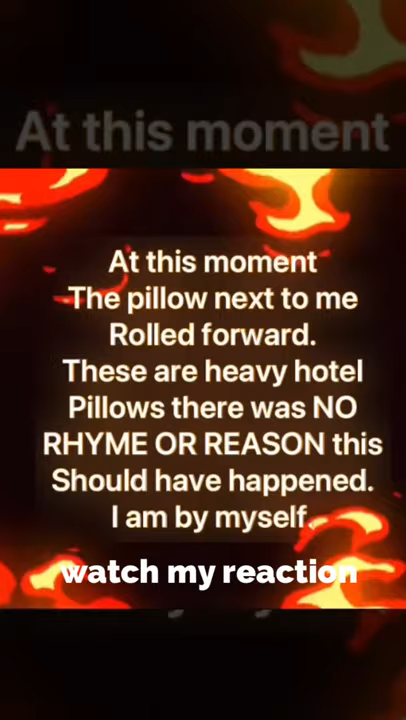 At this moment
At this moment
The pillow next to me
Rolled forward.
These are heavy hotel
Pillows there was NO
RHYME OR REASON this
Should have happened.
I am by myself.
watch my reaction